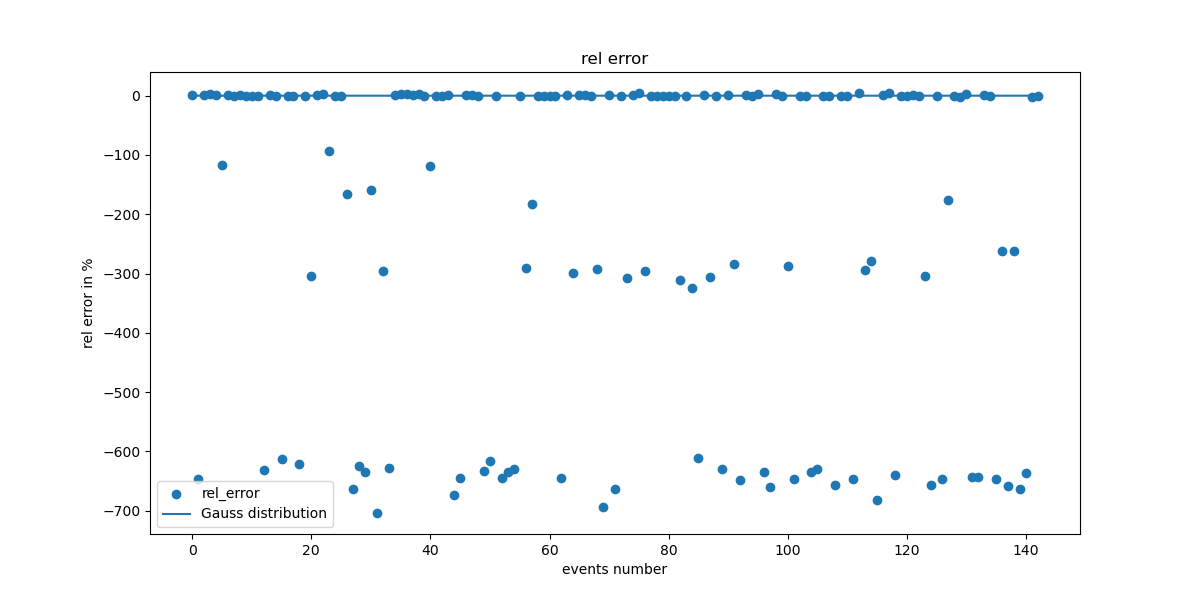 rel error
rel error in %
0
−100
−200
−300
−400
−500
−600
−700
rel_error
Gauss distribution
0 20 40 60 80 100 120 140
events number